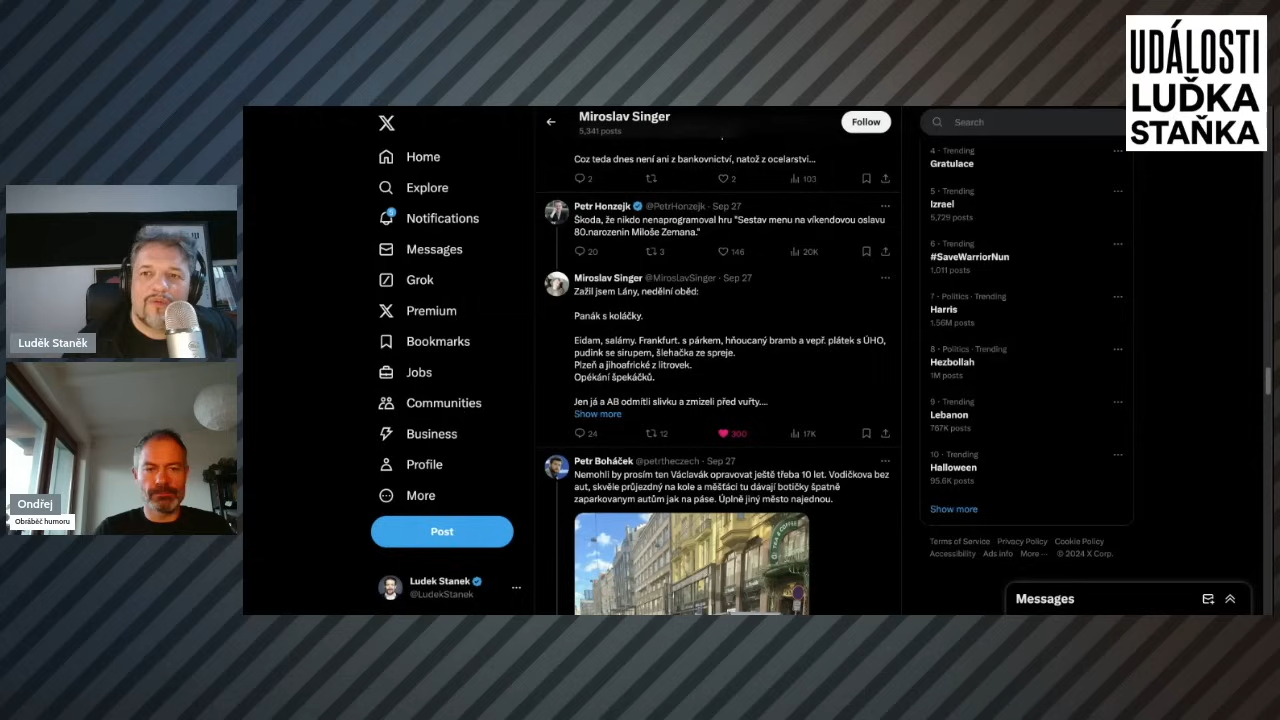 UDÁLOSTI
LUĎKA
STAŇKA
Luděk Staněk
Ondřej
Obráběč humoru
Home
Explore
Notifications
Messages
Grok
Premium
Bookmarks
Jobs
Communities
Business
Profile
More
Post
Ludek Stanek
@LudekStanek
Miroslav Singer
5,341 posts
Follow
Coz teda dnes není ani z bankovnictví, natož z ocelarstvi...
2 2 103
Petr Honzejk @PetrHonzejk · Sep 27
Škoda, že nikdo nenaprogramoval hru "Sestav menu na víkendovou oslavu
80.narozenin Miloše Zemana."
20 3 146 20K
Miroslav Singer @MiroslavSinger · Sep 27
Zažil jsem Lány, nedělní oběd:
Panák s koláčky.
Eidam, salámy. Frankfurt. s párkem, hňoucaný bramb a vepř. plátek s ÚHO,
pudink se sirupem, šlehačka ze spreje.
Plzeň a jihoafrické z litrovek.
Opékání špekáčků.
Jen já a AB odmítli slivku a zmizeli před vuřty....
Show more
24 12 300 17K
Petr Boháček @petrtheczech · Sep 27
Nemohli by prosím ten Václavák opravovat ještě třeba 10 let. Vodičkova bez
aut, skvěle průjezdný na kole a měšťáci tu dávají botičky špatně
zaparkovanym autům jak na páse. Úplně jiný město najednou.
Search
4 · Trending
Gratulace
5 · Trending
Izrael
5,729 posts
6 · Trending
#SaveWarriorNun
1,011 posts
7 · Politics · Trending
Harris
1.56M posts
8 · Politics · Trending
Hezbollah
1M posts
9 · Trending
Lebanon
767K posts
10 · Trending
Halloween
95.6K posts
Show more
Terms of Service Privacy Policy Cookie Policy
Accessibility Ads info More ··· © 2024 X Corp.
Messages